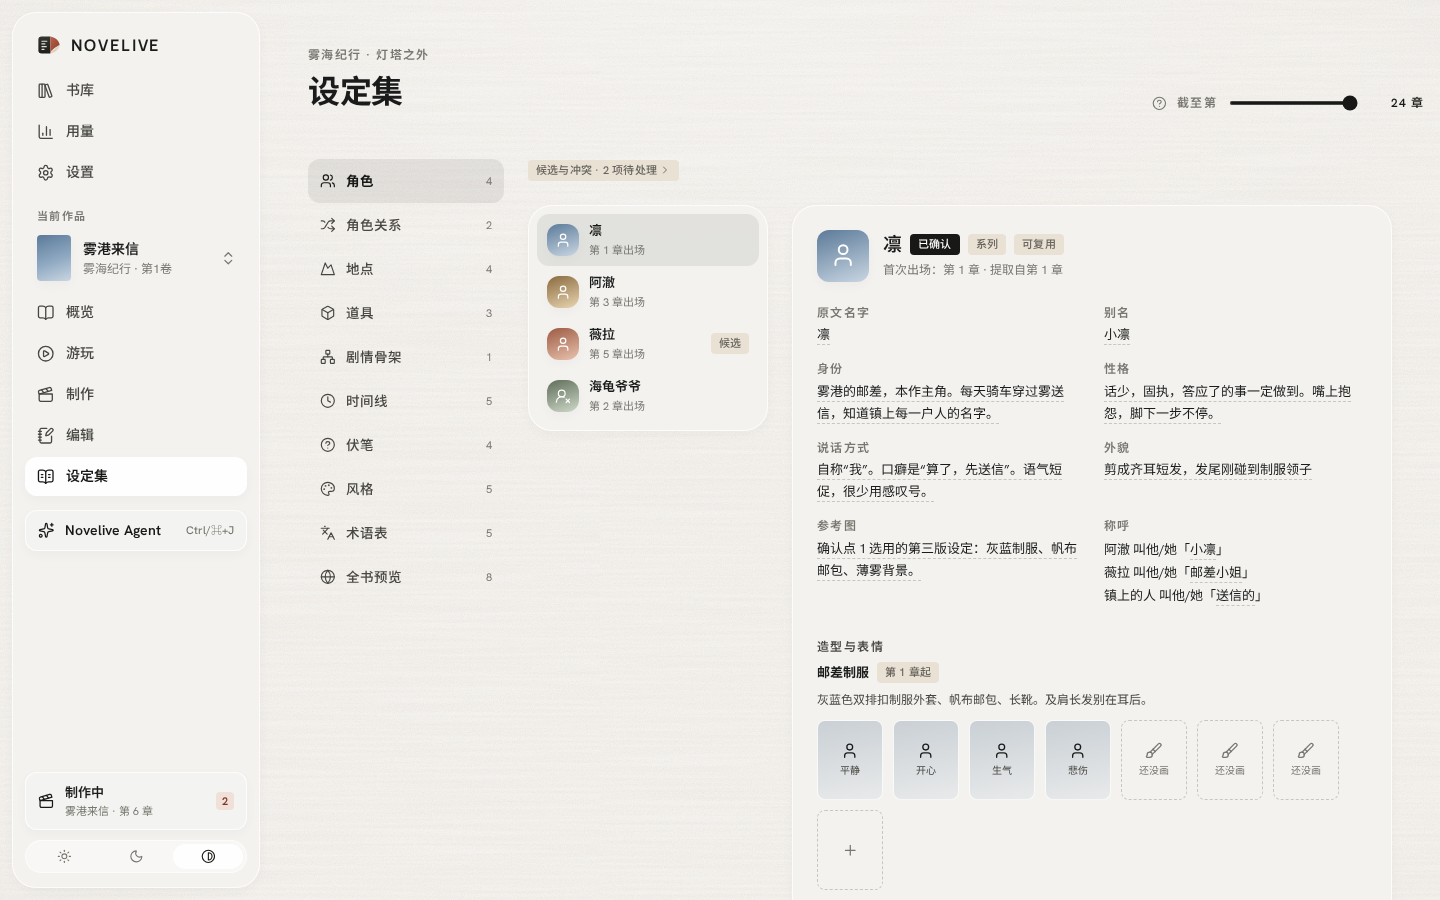 NOVELIVE
书库
用量
设置
当前作品
雾港来信
雾海纪行 · 第1卷
概览
游玩
制作
编辑
设定集
Novelive Agent
Ctrl/⌘+J
制作中
雾港来信 · 第 6 章
2
雾海纪行 · 灯塔之外
设定集
截至第
24 章
角色
4
角色关系
2
地点
4
道具
3
剧情骨架
1
时间线
5
伏笔
4
风格
5
术语表
5
全书预览
8
候选与冲突 · 2 项待处理
凛
第 1 章出场
阿澈
第 3 章出场
薇拉
第 5 章出场
候选
海龟爷爷
第 2 章出场
凛
已确认
系列
可复用
首次出场：第 1 章 · 提取自第 1 章
原文名字
凛
别名
小凛
身份
雾港的邮差，本作主角。每天骑车穿过雾送
信，知道镇上每一户人的名字。
性格
话少，固执，答应了的事一定做到。嘴上抱
怨，脚下一步不停。
说话方式
自称“我”。口癖是“算了，先送信”。语气短
促，很少用感叹号。
外貌
剪成齐耳短发，发尾刚碰到制服领子
参考图
确认点 1 选用的第三版设定：灰蓝制服、帆布
邮包、薄雾背景。
称呼
阿澈 叫他/她「小凛」
薇拉 叫他/她「邮差小姐」
镇上的人 叫他/她「送信的」
造型与表情
邮差制服
第 1 章起
灰蓝色双排扣制服外套、帆布邮包、长靴。及肩长发别在耳后。
平静
开心
生气
悲伤
还没画
还没画
还没画